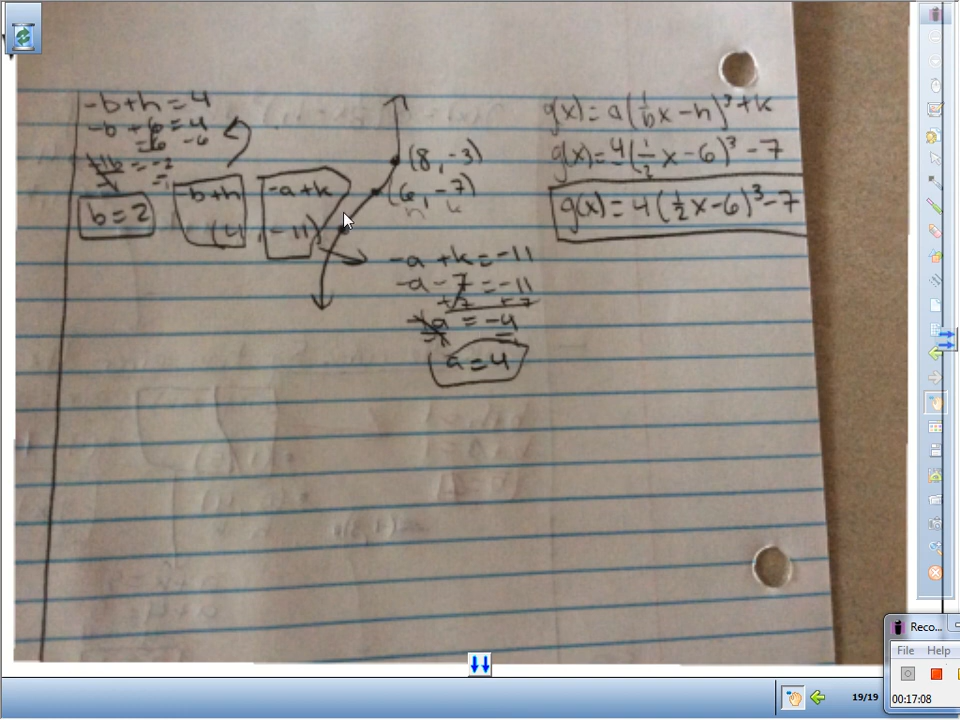 -b+h=4
-b+6=4
-6 -6
-1b=-2
b=2
b+h
(4
-a+k
, -11)
(8, -3)
(6, -7)
h k
-a+k=-11
-a-7=-11
+7 +7
-a=-4
a=4
g(x)=a(1/b x-h)³+k
g(x)=4(1/2 x-6)³-7
g(x)=4(1/2 x-6)³-7
19/19
Reco...
File Help
00:17:08